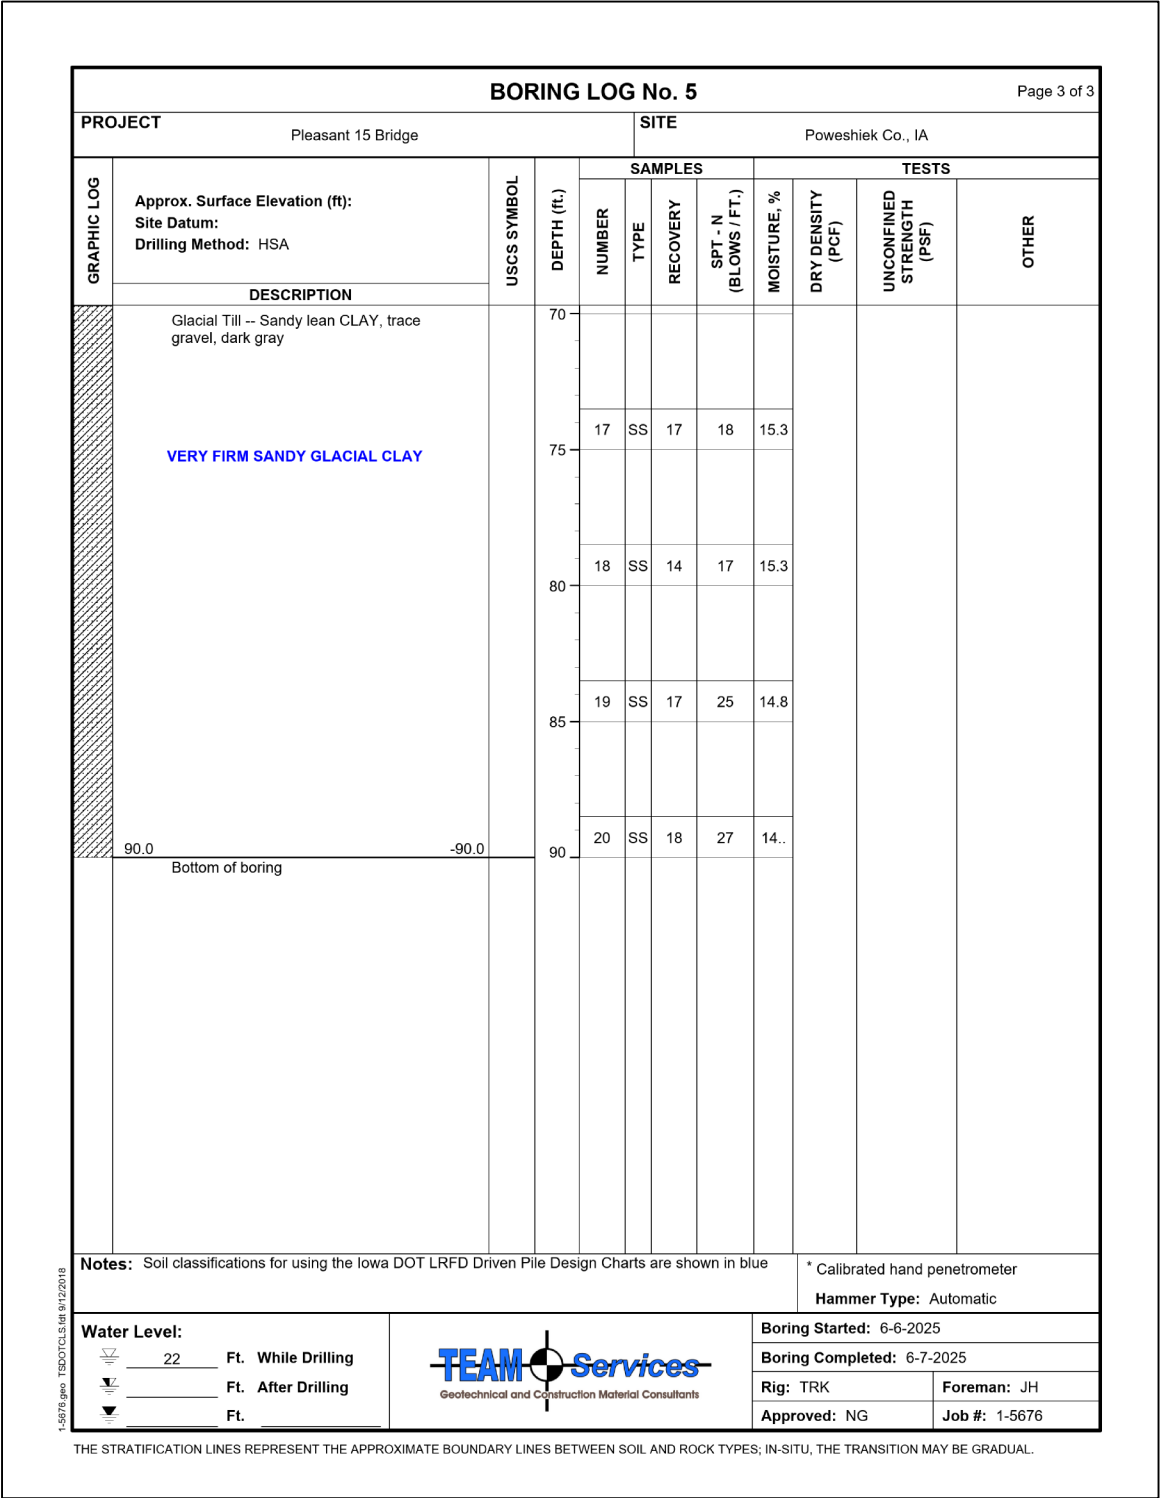 BORING LOG No. 5
Page 3 of 3
PROJECT
Pleasant 15 Bridge
SITE
Poweshiek Co., IA
GRAPHIC LOG
Approx. Surface Elevation (ft):
Site Datum:
Drilling Method: HSA
DESCRIPTION
USCS SYMBOL
DEPTH (ft.)
SAMPLES
NUMBER
TYPE
RECOVERY
SPT - N
(BLOWS / FT.)
TESTS
MOISTURE, %
DRY DENSITY
(PCF)
UNCONFINED
STRENGTH
(PSF)
OTHER
Glacial Till -- Sandy lean CLAY, trace
gravel, dark gray
70
17 SS 17 18 15.3
75
VERY FIRM SANDY GLACIAL CLAY
18 SS 14 17 15.3
80
19 SS 17 25 14.8
85
20 SS 18 27 14..
90.0 -90.0
90
Bottom of boring
Notes: Soil classifications for using the Iowa DOT LRFD Driven Pile Design Charts are shown in blue
* Calibrated hand penetrometer
Hammer Type: Automatic
Water Level:
22 Ft. While Drilling
Ft. After Drilling
Ft.
TEAM Services
Geotechnical and Construction Material Consultants
Boring Started: 6-6-2025
Boring Completed: 6-7-2025
Rig: TRK
Foreman: JH
Approved: NG
Job #: 1-5676
1-5676.geo TSDOTCLS.fdt 9/12/2018
THE STRATIFICATION LINES REPRESENT THE APPROXIMATE BOUNDARY LINES BETWEEN SOIL AND ROCK TYPES; IN-SITU, THE TRANSITION MAY BE GRADUAL.